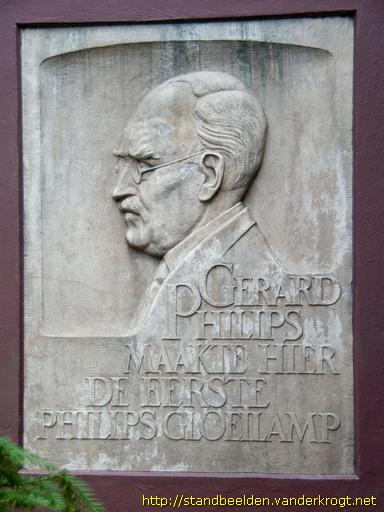 GERARD
PHILIPS
MAAKTE HIER
DE EERSTE
PHILIPS GLOEILAMP
http://standbeelden.vanderkrogt.net